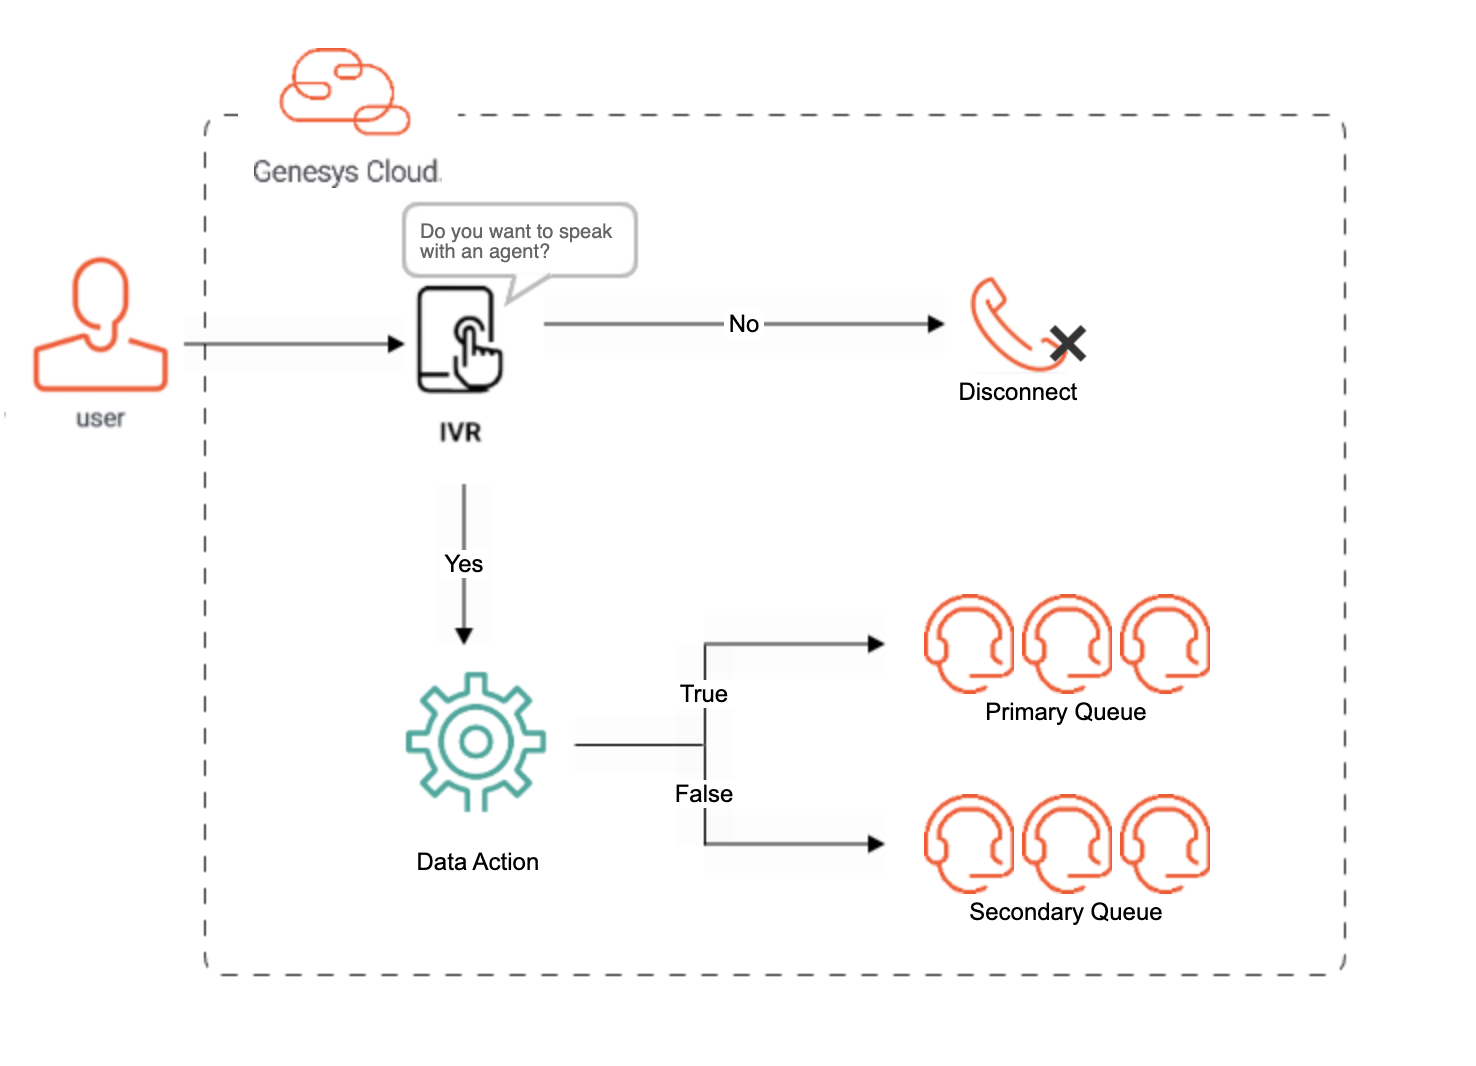 Genesys Cloud
Do you want to speak
with an agent?
No
Disconnect
user
IVR
Yes
True
Primary Queue
False
Data Action
Secondary Queue